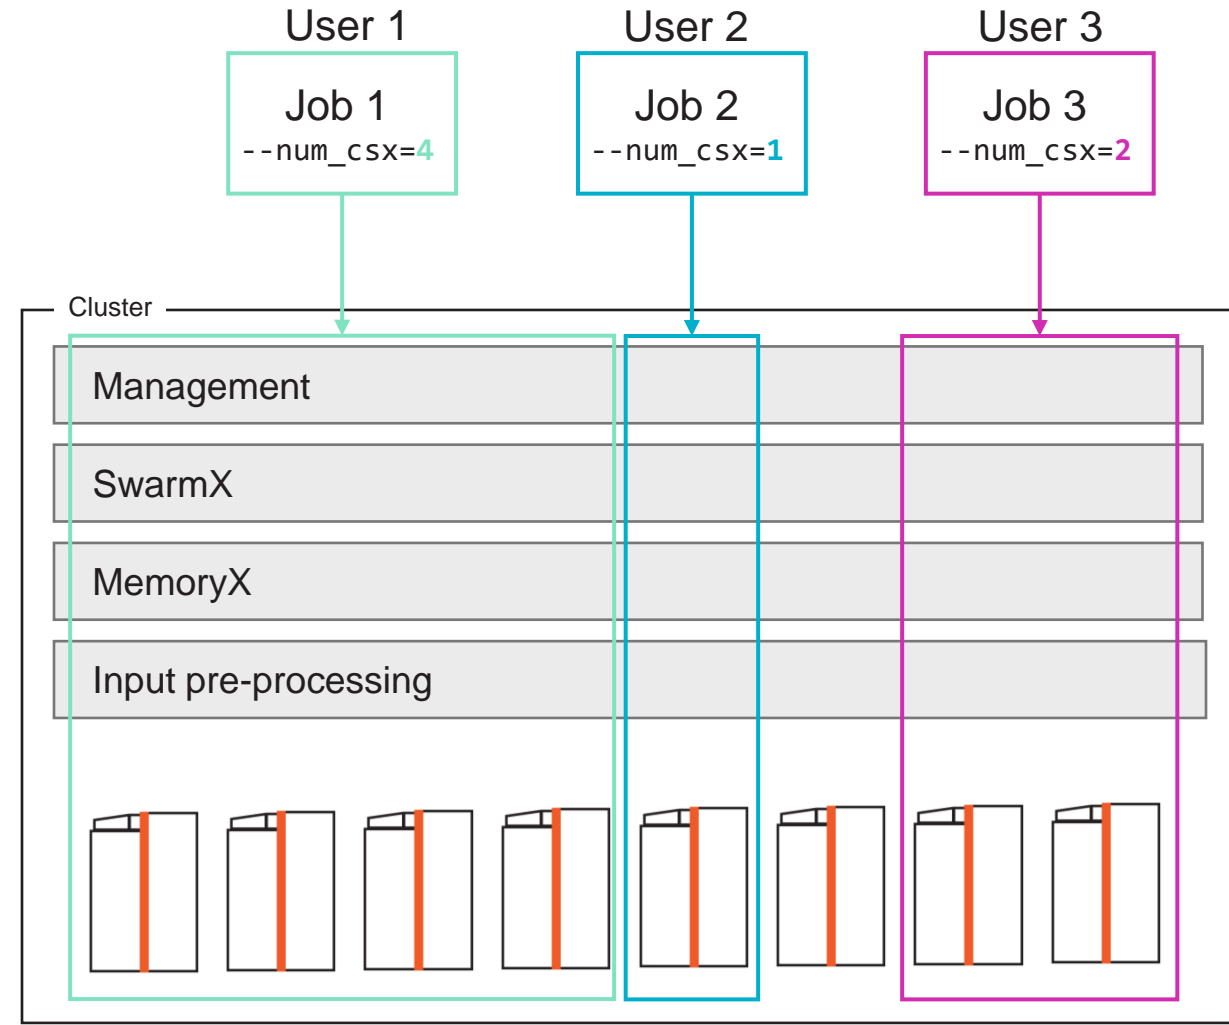 User 1
User 2
User 3
Job 1
--num_csx=4
Job 2
--num_csx=1
Job 3
--num_csx=2
Cluster
Management
SwarmX
MemoryX
Input pre-processing